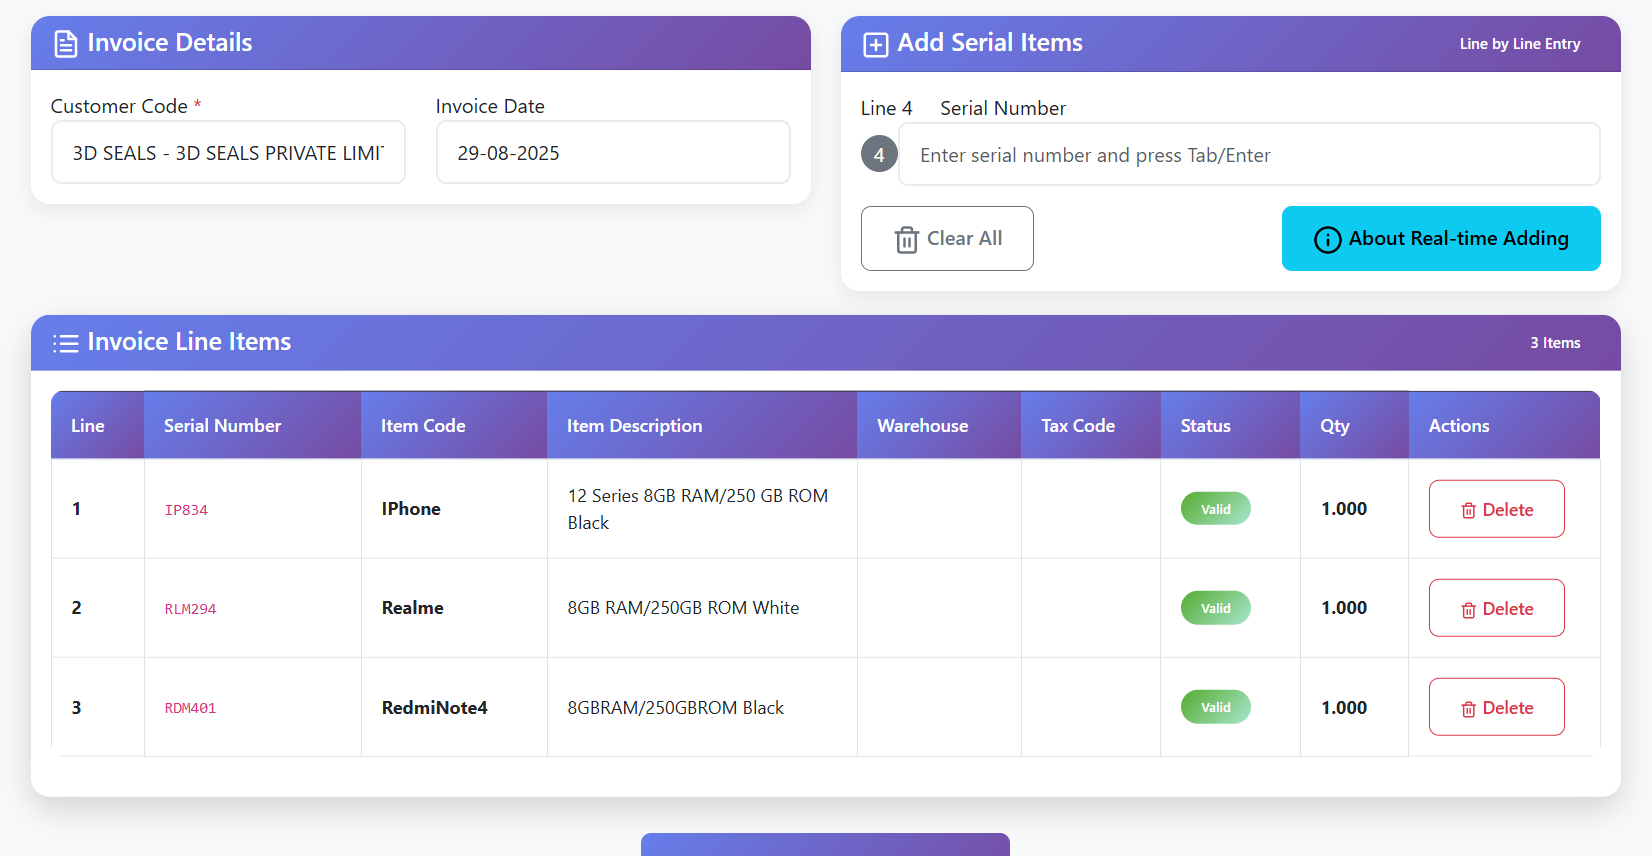 Invoice Details
Customer Code *
Invoice Date
3D SEALS - 3D SEALS PRIVATE LIMI
29-08-2025
Add Serial Items
Line by Line Entry
Line 4
Serial Number
4
Enter serial number and press Tab/Enter
Clear All
About Real-time Adding
Invoice Line Items
3 Items
Line Serial Number Item Code Item Description Warehouse Tax Code Status Qty Actions
1 IP834 IPhone 12 Series 8GB RAM/250 GB ROM Valid 1.000 Delete
Black
2 RLM294 Realme 8GB RAM/250GB ROM White Valid 1.000 Delete
3 RDM401 RedmiNote4 8GBRAM/250GBROM Black Valid 1.000 Delete